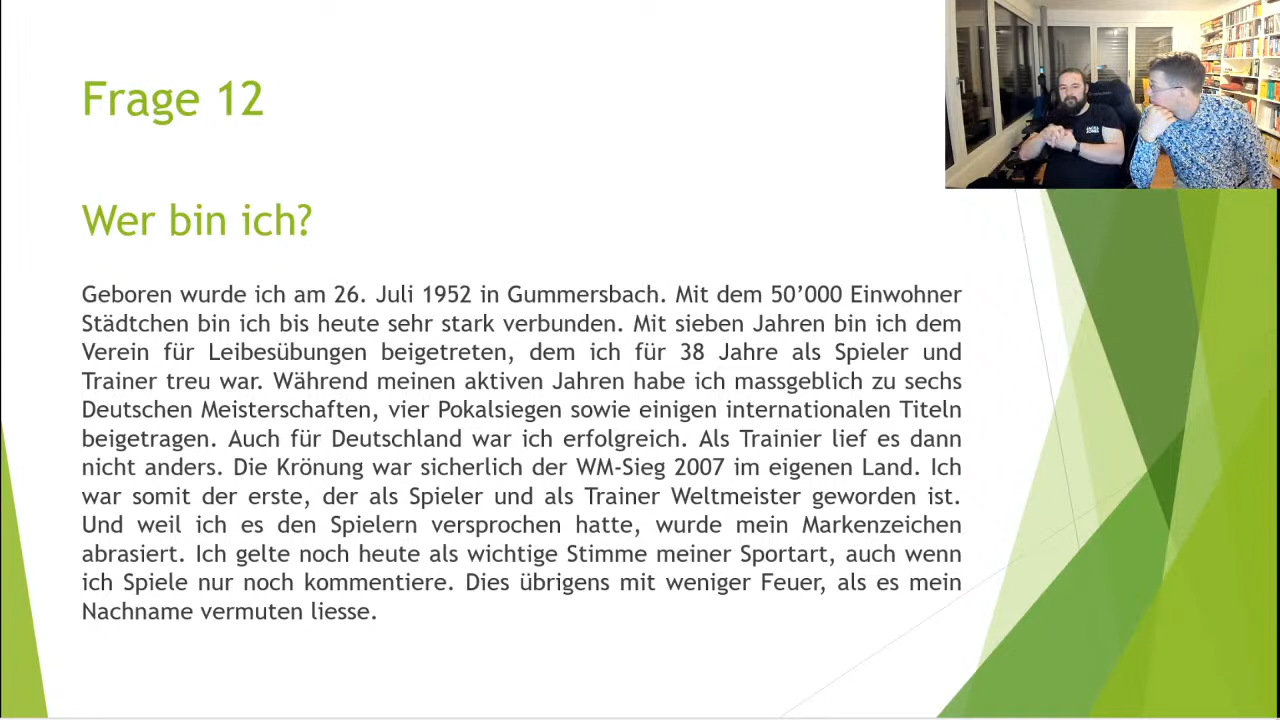 Frage 12
Wer bin ich?
Geboren wurde ich am 26. Juli 1952 in Gummersbach. Mit dem 50’000 Einwohner
Städtchen bin ich bis heute sehr stark verbunden. Mit sieben Jahren bin ich dem
Verein für Leibesübungen beigetreten, dem ich für 38 Jahre als Spieler und
Trainer treu war. Während meinen aktiven Jahren habe ich massgeblich zu sechs
Deutschen Meisterschaften, vier Pokalsiegen sowie einigen internationalen Titeln
beigetragen. Auch für Deutschland war ich erfolgreich. Als Trainier lief es dann
nicht anders. Die Krönung war sicherlich der WM-Sieg 2007 im eigenen Land. Ich
war somit der erste, der als Spieler und als Trainer Weltmeister geworden ist.
Und weil ich es den Spielern versprochen hatte, wurde mein Markenzeichen
abrasiert. Ich gelte noch heute als wichtige Stimme meiner Sportart, auch wenn
ich Spiele nur noch kommentiere. Dies übrigens mit weniger Feuer, als es mein
Nachname vermuten liesse.